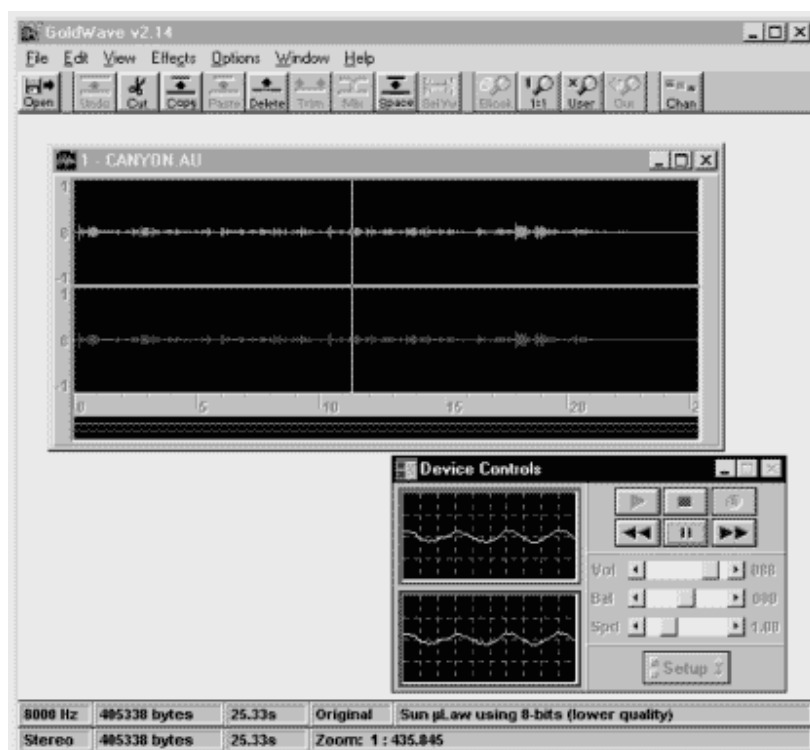 GoldWave v2.14
File Edit View Effects Options Window Help
Open Undo Cut Copy Paste Delete Trim Mix Space SelVw 1:1 User Out Chan
1 - CANYON.AU
1
0
-1
1
0
-1
0 5 10 15 20 2
Device Controls
Vol
Bal 000
Spd 1.00
Setup
8000 Hz 405338 bytes 25.33s Original Sun µLaw using 8-bits (lower quality)
Stereo 405338 bytes 25.33s Zoom: 1 : 435.845